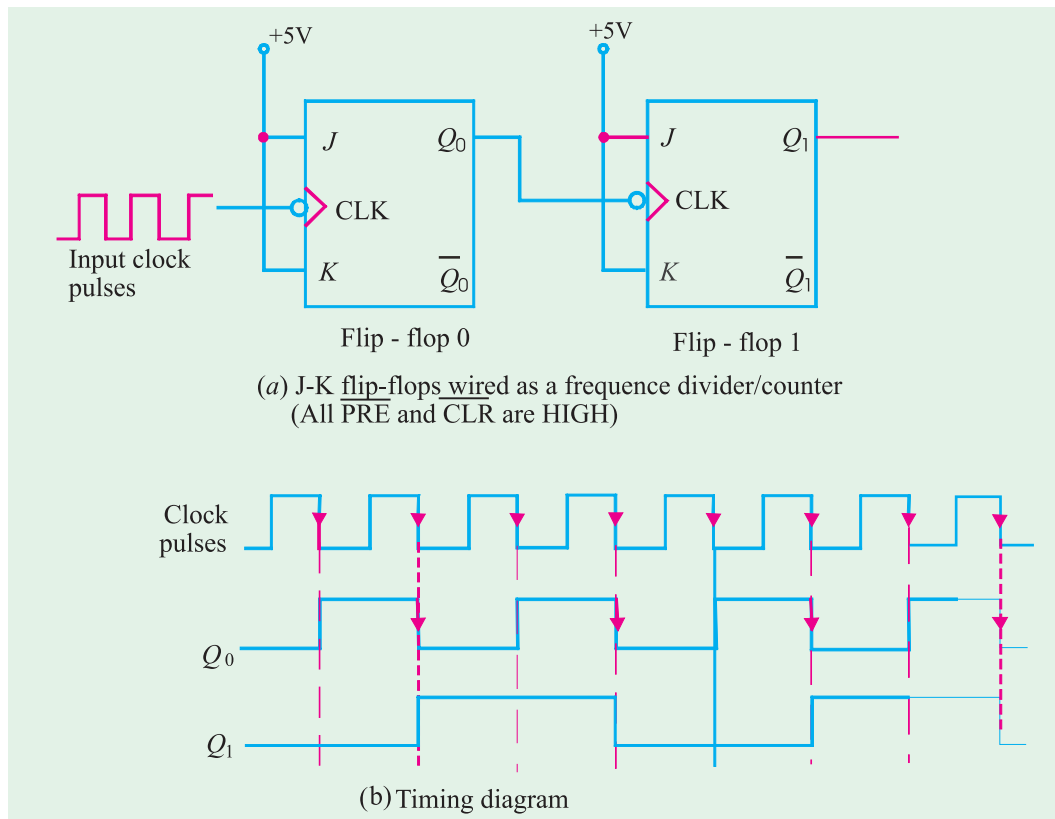 +5V
+5V
J
Q₀
J
Q₁
CLK
CLK
Input clock
pulses
K
Q̅₀
K
Q̅₁
Flip - flop 0
Flip - flop 1
(a) J-K flip-flops wired as a frequence divider/counter
(All P̅R̅E̅ and C̅L̅R̅ are HIGH)
Clock
pulses
Q₀
Q₁
(b) Timing diagram